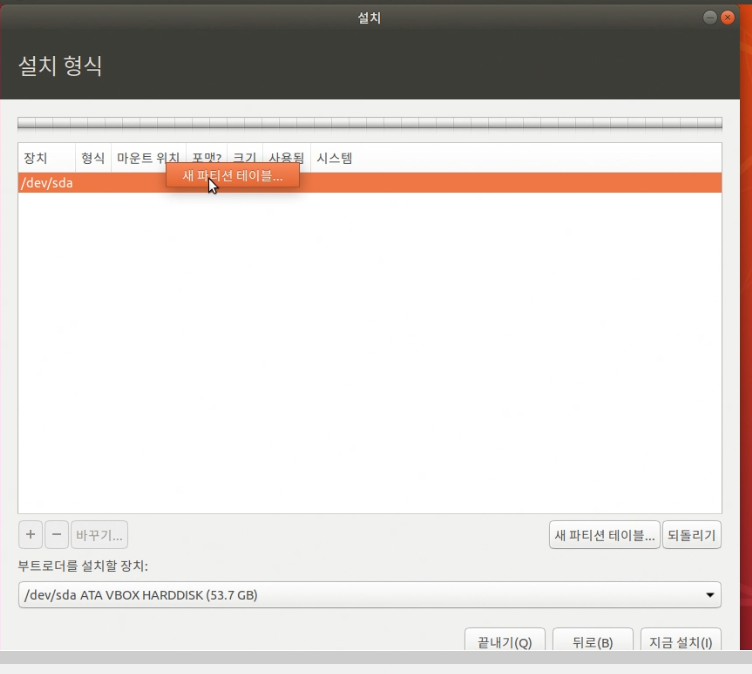 설치
설치 형식
장치 형식 마운트 위치 포맷? 크기 사용됨 시스템
새 파티션 테이블...
/dev/sda
+ − 바꾸기... 새 파티션 테이블... 되돌리기
부트로더를 설치할 장치:
/dev/sda ATA VBOX HARDDISK (53.7 GB)
끝내기(Q) 뒤로(B) 지금 설치(I)